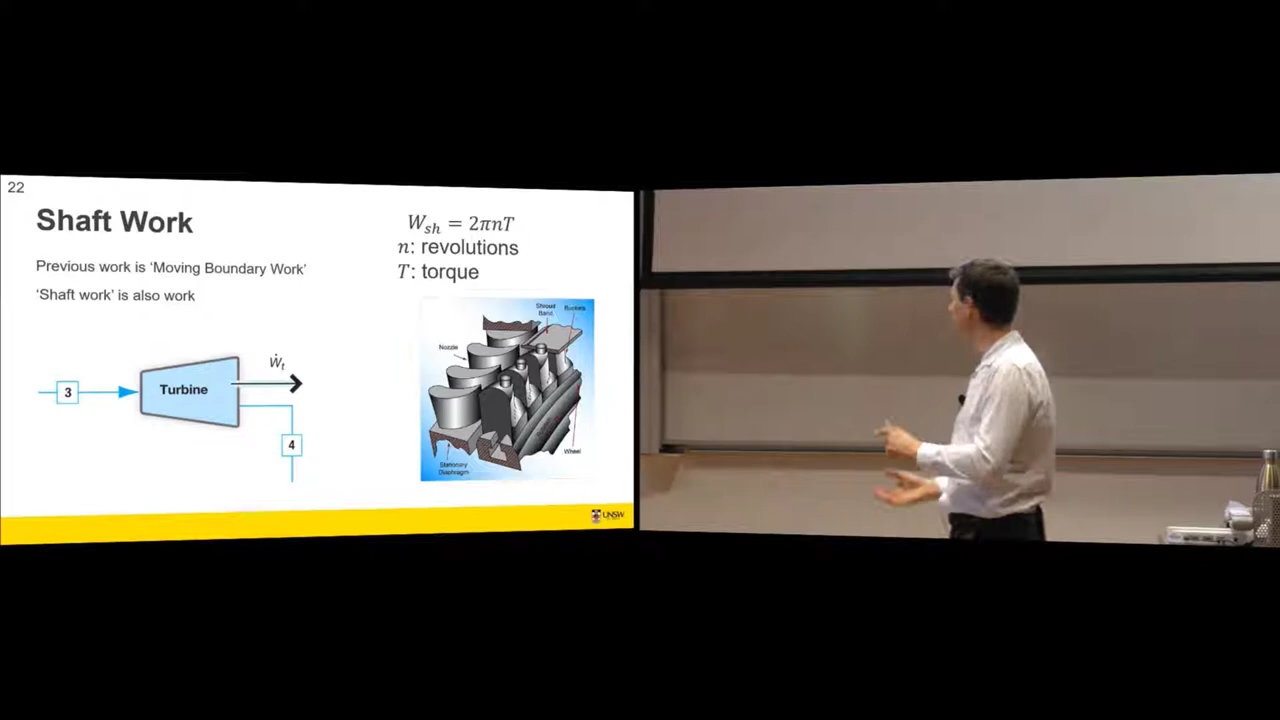 22
Shaft Work
Previous work is ‘Moving Boundary Work’
‘Shaft work’ is also work
3
Turbine
Ẇt
4
Wsh = 2πnT
n: revolutions
T: torque
Shroud
Band
Buckets
Nozzle
Wheel
Stationary
Diaphragm
UNSW